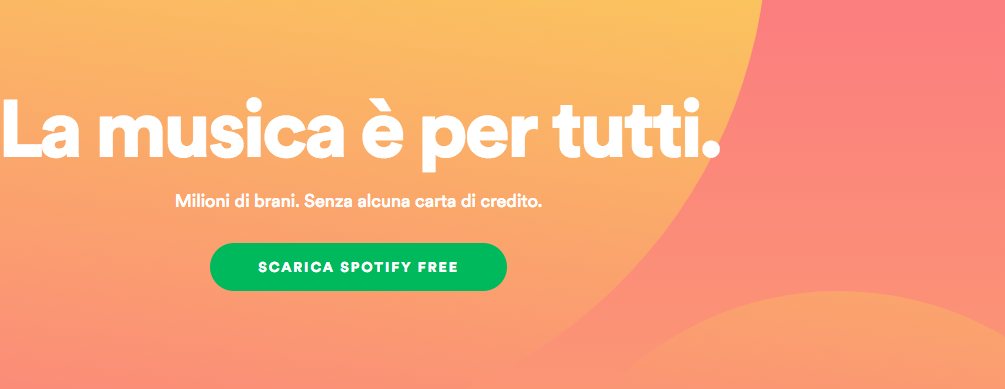 La musica è per tutti.
Milioni di brani. Senza alcuna carta di credito.
SCARICA SPOTIFY FREE